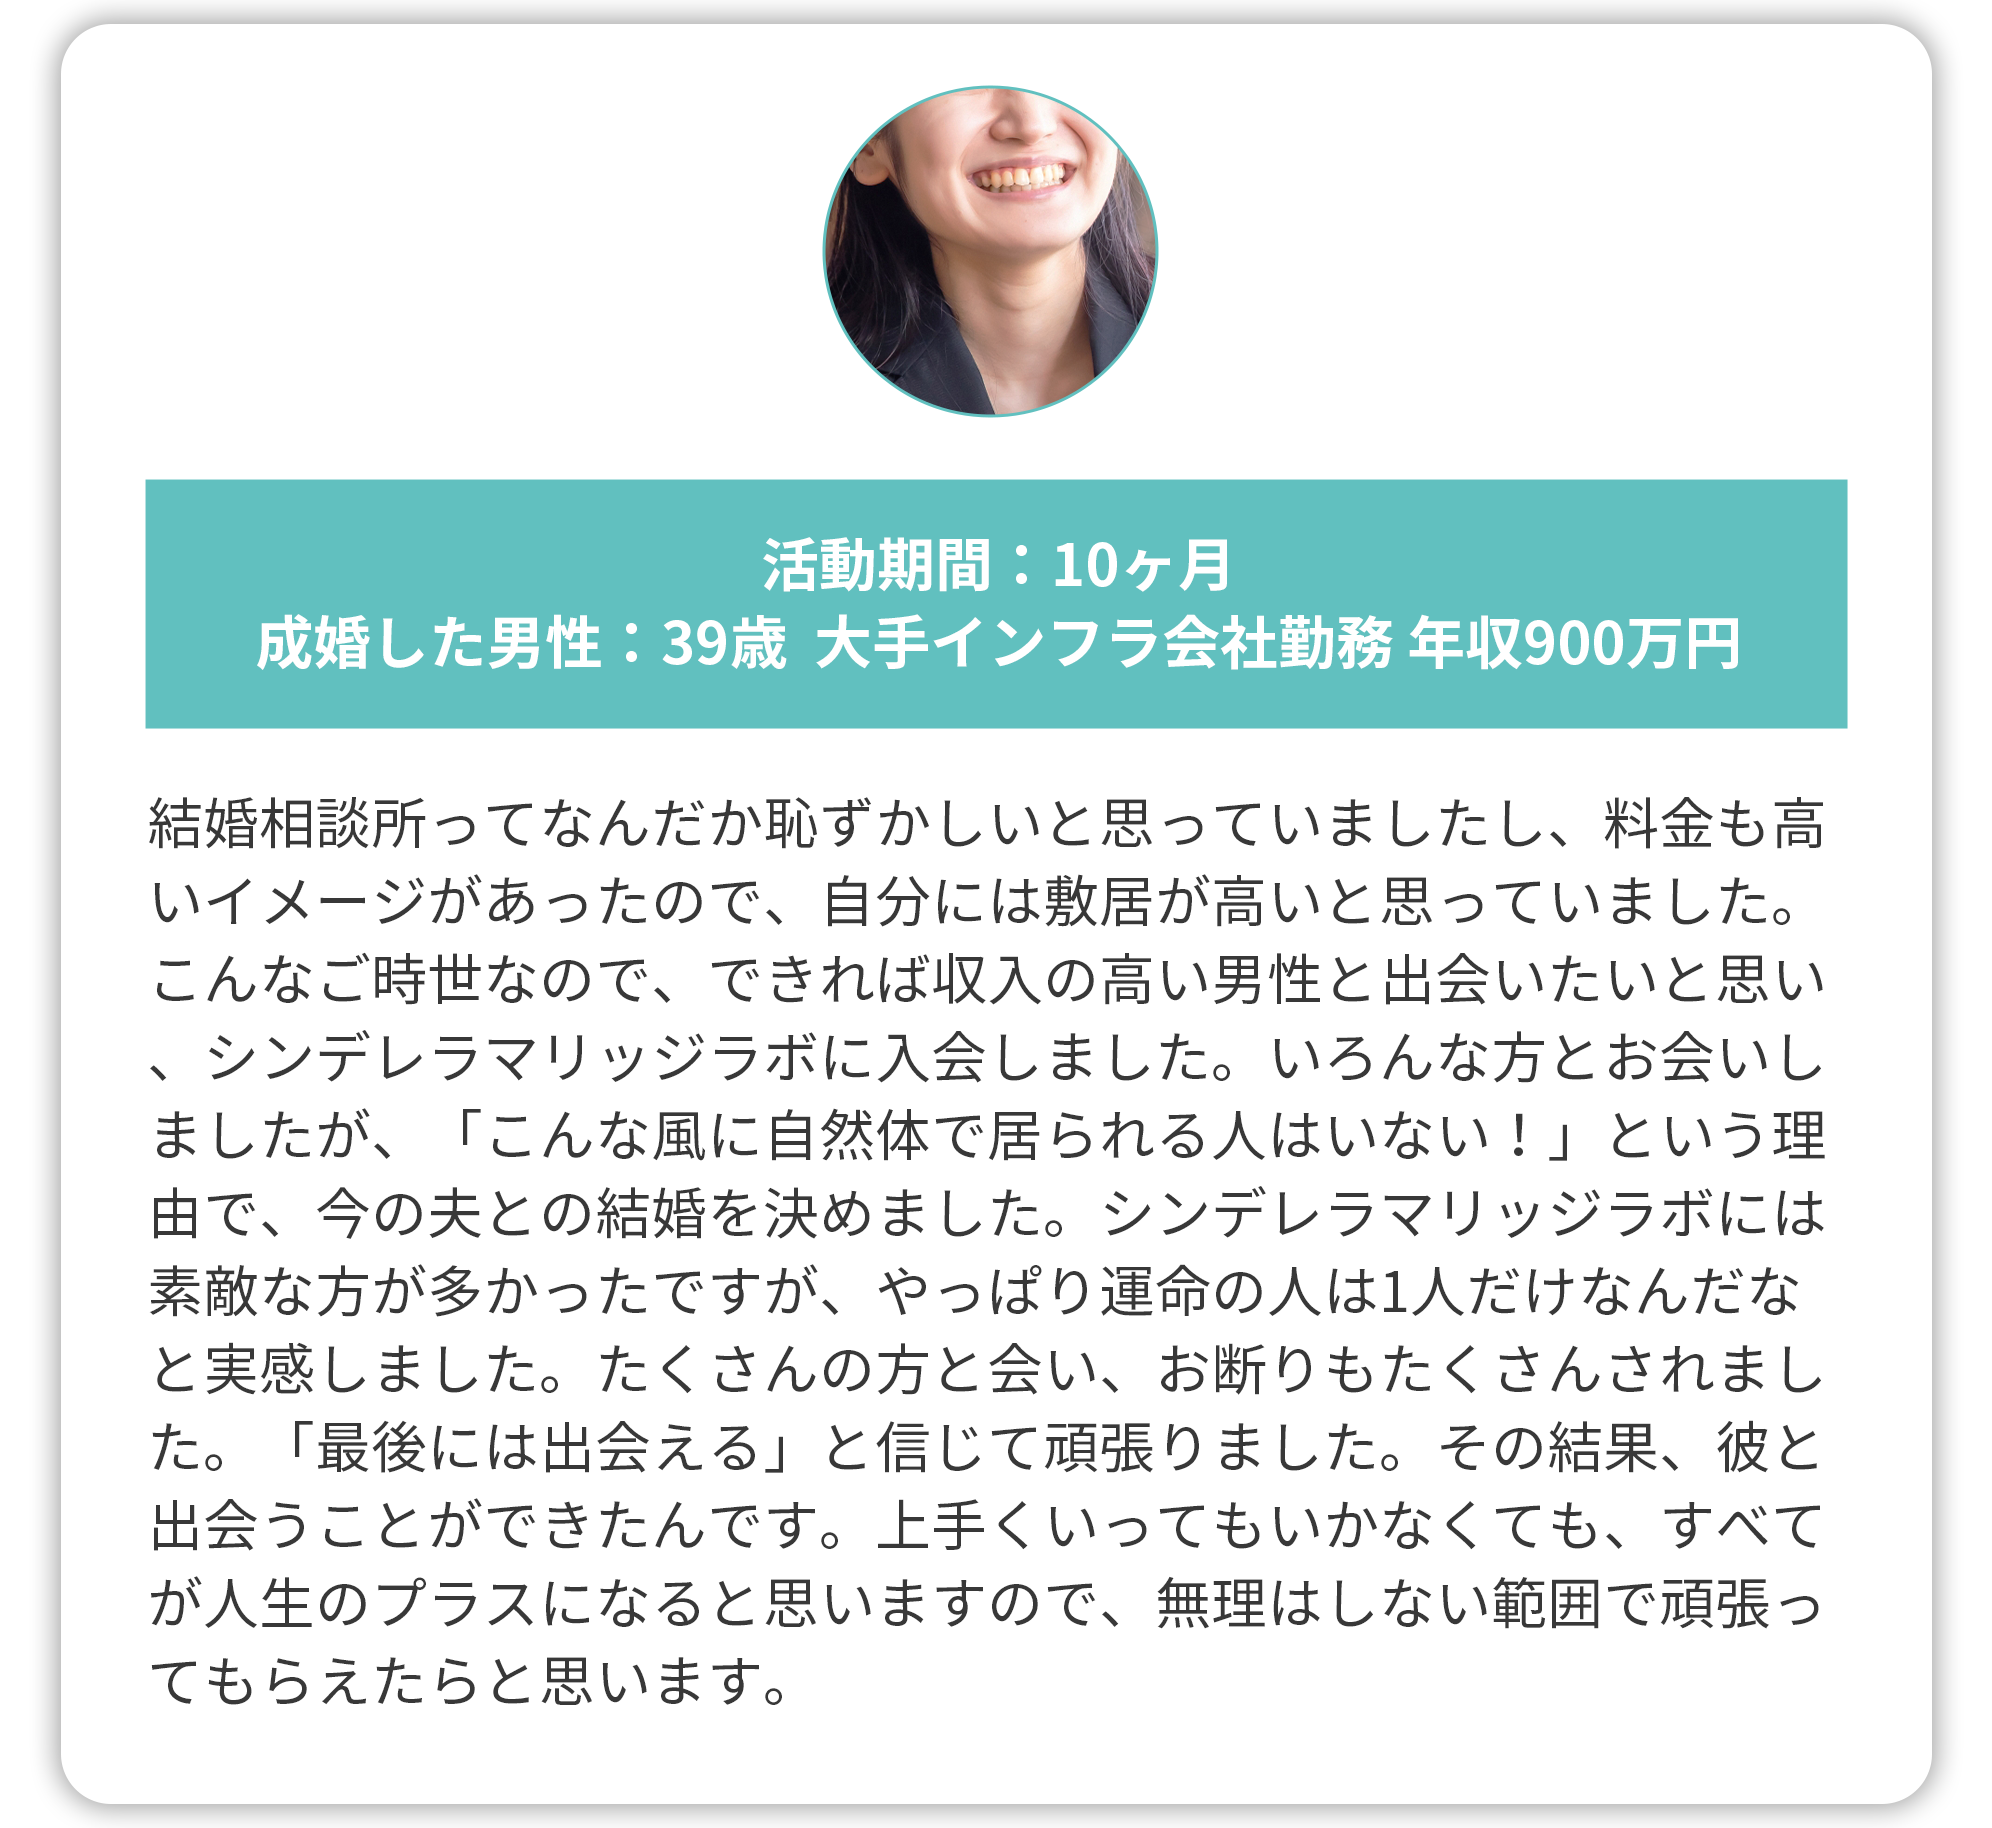 活動期間：10ヶ月
成婚した男性：39歳 大手インフラ会社勤務 年収900万円
結婚相談所ってなんだか恥ずかしいと思っていましたし、料金も高
いイメージがあったので、自分には敷居が高いと思っていました。
こんなご時世なので、できれば収入の高い男性と出会いたいと思い
、シンデレラマリッジラボに入会しました。いろんな方とお会いし
ましたが、「こんな風に自然体で居られる人はいない！」という理
由で、今の夫との結婚を決めました。シンデレラマリッジラボには
素敵な方が多かったですが、やっぱり運命の人は1人だけなんだな
と実感しました。たくさんの方と会い、お断りもたくさんされまし
た。「最後には出会える」と信じて頑張りました。その結果、彼と
出会うことができたんです。上手くいってもいかなくても、すべて
が人生のプラスになると思いますので、無理はしない範囲で頑張っ
てもらえたらと思います。